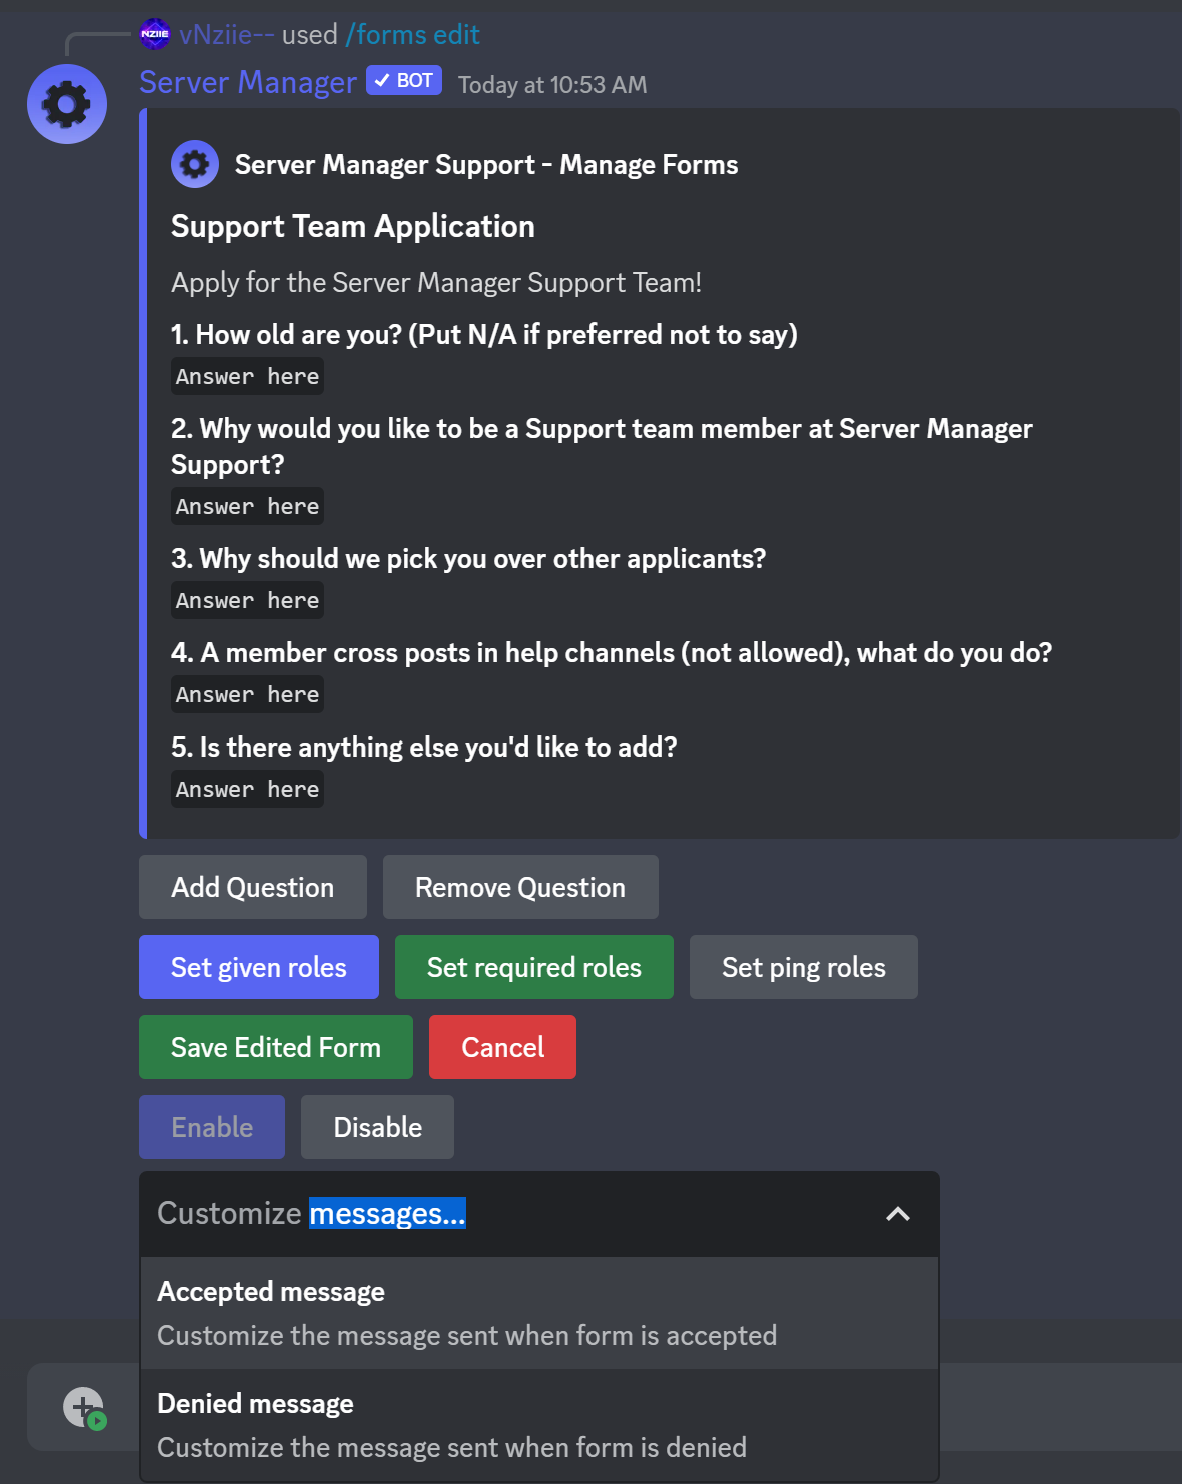 NZIIE vNziie-- used /forms edit
Server Manager ✓ BOT Today at 10:53 AM
Server Manager Support - Manage Forms
Support Team Application
Apply for the Server Manager Support Team!
1. How old are you? (Put N/A if preferred not to say)
Answer here
2. Why would you like to be a Support team member at Server Manager
Support?
Answer here
3. Why should we pick you over other applicants?
Answer here
4. A member cross posts in help channels (not allowed), what do you do?
Answer here
5. Is there anything else you'd like to add?
Answer here
Add Question Remove Question
Set given roles Set required roles Set ping roles
Save Edited Form Cancel
Enable Disable
Customize messages...
Accepted message
Customize the message sent when form is accepted
Denied message
Customize the message sent when form is denied